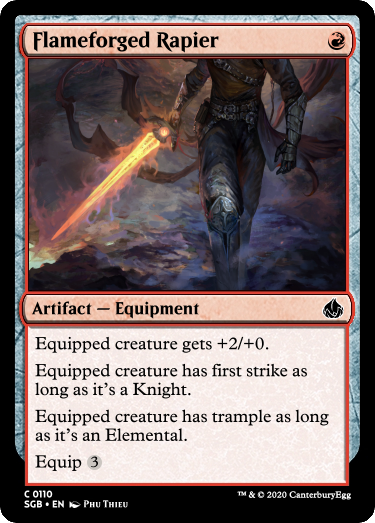 Flameforged Rapier
Artifact — Equipment
Equipped creature gets +2/+0.
Equipped creature has first strike as
long as it's a Knight.
Equipped creature has trample as long
as it's an Elemental.
Equip 3
C 0110
SGB • EN Phu Thieu
™ & © 2020 CanterburyEgg